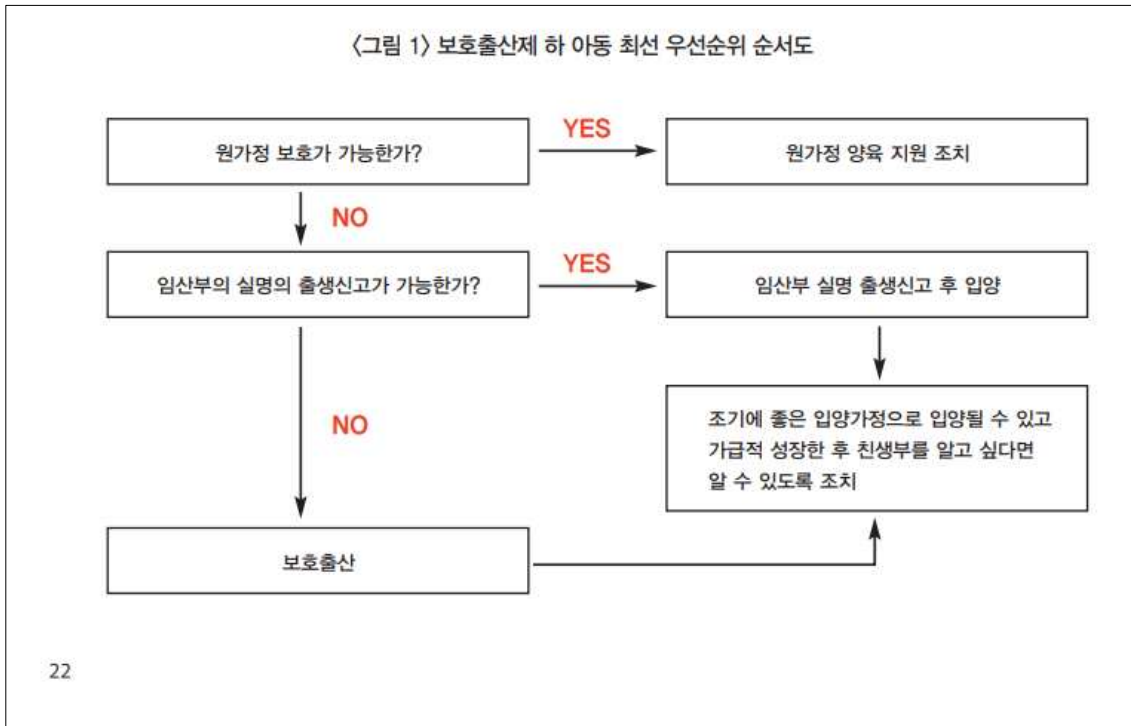 〈그림 1〉 보호출산제 하 아동 최선 우선순위 순서도
원가정 보호가 가능한가?
YES
원가정 양육 지원 조치
NO
임산부의 실명의 출생신고가 가능한가?
YES
임산부 실명 출생신고 후 입양
NO
조기에 좋은 입양가정으로 입양될 수 있고
가급적 성장한 후 친생부를 알고 싶다면
알 수 있도록 조치
보호출산
22